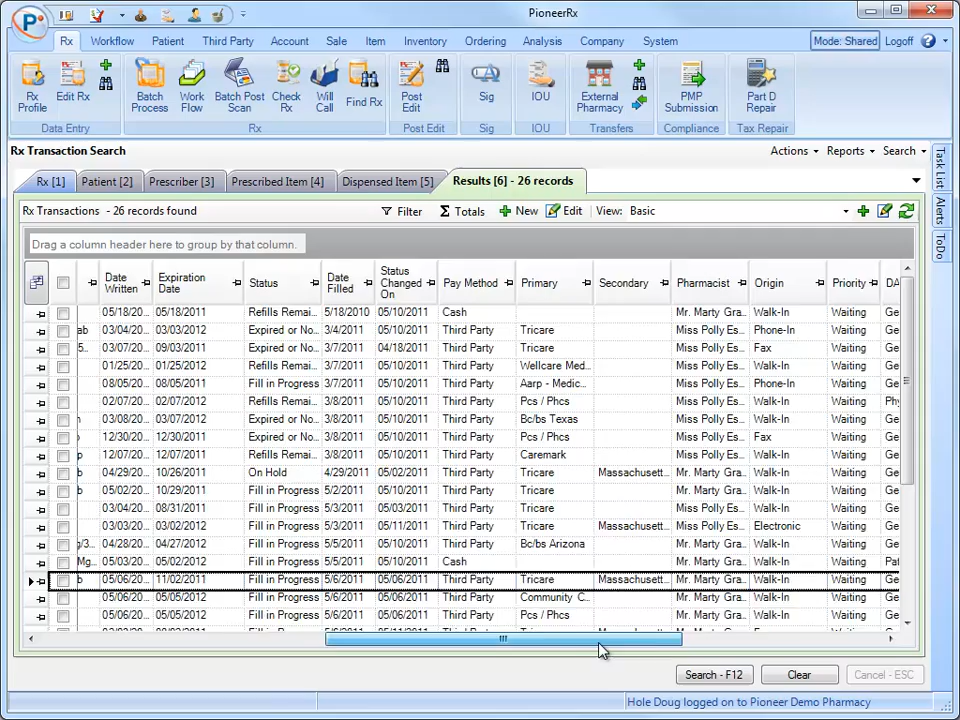 PioneerRx
Rx Workflow Patient Third Party Account Sale Item Inventory Ordering Analysis Company System Mode: Shared Logoff
Rx Profile Edit Rx Batch Process Work Flow Batch Post Scan Check Rx Will Call Find Rx Post Edit Sig IOU External Pharmacy PMP Submission Part D Repair
Data Entry Rx Post Edit Sig IOU Transfers Compliance Tax Repair
Rx Transaction Search Actions Reports Search
Rx [1] Patient [2] Prescriber [3] Prescribed Item [4] Dispensed Item [5] Results [6] - 26 records
Rx Transactions - 26 records found Filter Σ Totals New Edit View: Basic
Drag a column header here to group by that column.
Date Written Expiration Date Status Date Filled Status Changed On Pay Method Primary Secondary Pharmacist Origin Priority DA
05/18/20... 05/18/2011 Refills Remai... 5/18/2010 05/10/2011 Cash Mr. Marty Gra... Walk-In Waiting Ge
ab 03/04/20... 03/03/2012 Expired or No... 3/4/2011 05/10/2011 Third Party Tricare Miss Polly Es... Phone-In Waiting Ge
5.. 03/07/20... 09/03/2011 Expired or No... 3/7/2011 04/18/2011 Third Party Tricare Miss Polly Es... Fax Waiting Ge
01/25/20... 01/25/2012 Refills Remai... 3/7/2011 05/10/2011 Third Party Wellcare Med... Miss Polly Es... Walk-In Waiting Ge
08/05/20... 08/05/2011 Fill in Progress 3/7/2011 05/10/2011 Third Party Aarp - Medic... Miss Polly Es... Phone-In Waiting Ge
02/07/20... 02/07/2012 Refills Remai... 3/8/2011 05/10/2011 Third Party Pcs / Phcs Miss Polly Es... Walk-In Waiting Phy
03/08/20... 03/07/2012 Expired or No... 3/8/2011 05/10/2011 Third Party Bc/bs Texas Miss Polly Es... Walk-In Waiting Ge
12/30/20... 12/30/2011 Expired or No... 3/8/2011 05/10/2011 Third Party Pcs / Phcs Miss Polly Es... Fax Waiting Ge
12/07/20... 12/07/2011 Refills Remai... 3/8/2011 05/10/2011 Third Party Caremark Miss Polly Es... Walk-In Waiting Ge
04/29/20... 10/26/2011 On Hold 4/29/2011 05/02/2011 Third Party Tricare Massachusett... Mr. Marty Gra... Walk-In Waiting Ge
b 05/02/20... 10/29/2011 Fill in Progress 5/2/2011 05/10/2011 Third Party Tricare Mr. Marty Gra... Walk-In Waiting Ge
03/04/20... 08/31/2011 Fill in Progress 5/3/2011 05/03/2011 Third Party Tricare Miss Polly Es... Walk-In Waiting Ge
03/03/20... 03/02/2012 Fill in Progress 5/3/2011 05/11/2011 Third Party Tricare Massachusett... Mr. Marty Gra... Electronic Waiting Ge
g/3... 04/28/20... 04/27/2012 Fill in Progress 5/5/2011 05/05/2011 Third Party Bc/bs Arizona Mr. Marty Gra... Walk-In Waiting Ge
Mg... 05/03/20... 05/02/2012 Fill in Progress 5/5/2011 05/10/2011 Cash Mr. Marty Gra... Walk-In Waiting Pat
b 05/06/20... 11/02/2011 Fill in Progress 5/6/2011 05/06/2011 Third Party Tricare Massachusett... Mr. Marty Gra... Walk-In Waiting Ge
05/06/20... 05/05/2012 Fill in Progress 5/6/2011 05/06/2011 Third Party Community C... Mr. Marty Gra... Walk-In Waiting Ge
05/06/20... 05/05/2012 Fill in Progress 5/6/2011 05/06/2011 Third Party Pcs / Phcs Mr. Marty Gra... Walk-In Waiting Ge
Search - F12 Clear Cancel - ESC
Hole Doug logged on to Pioneer Demo Pharmacy
Task List
Alerts
ToDo